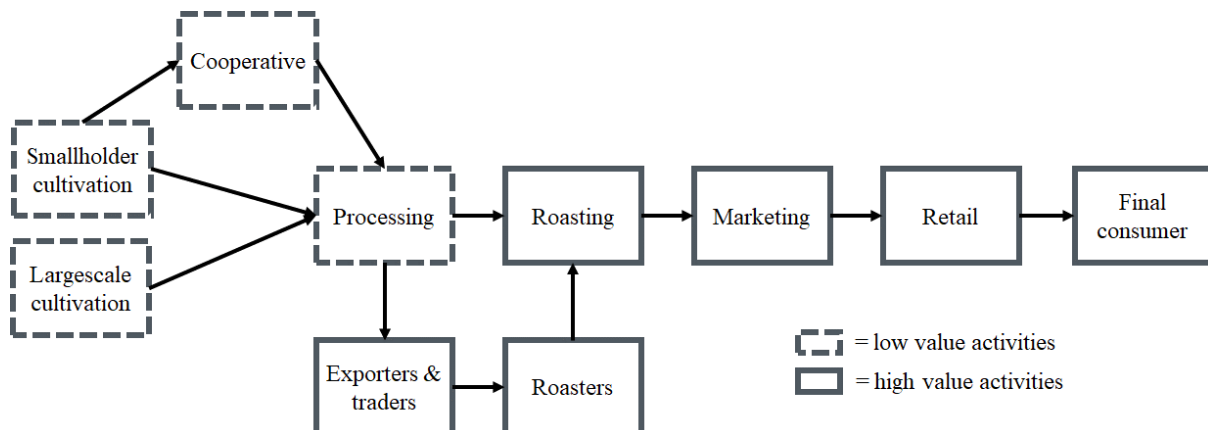 Cooperative
Smallholder
cultivation
Largescale
cultivation
Processing
Roasting
Marketing
Retail
Final
consumer
Exporters &
traders
Roasters
= low value activities
= high value activities